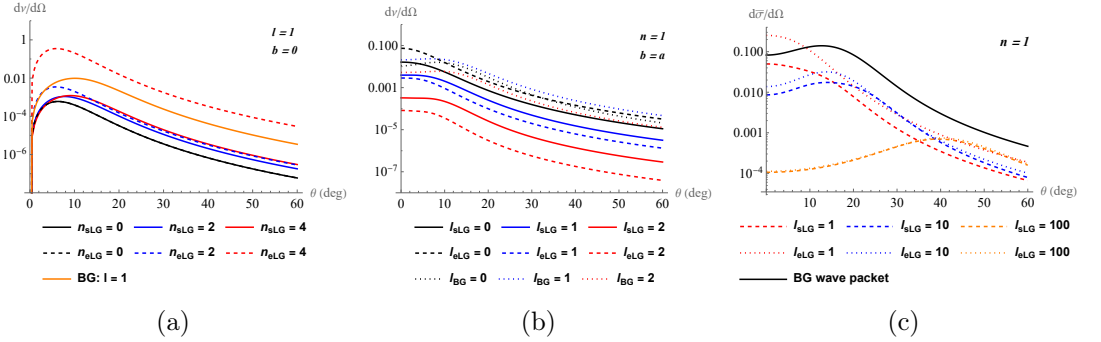 dν/dΩ
l = 1
b = 0
1
0.01
10⁻⁴
10⁻⁶
0 10 20 30 40 50 60
θ (deg)
n_sLG = 0 n_sLG = 2 n_sLG = 4
n_eLG = 0 n_eLG = 2 n_eLG = 4
BG: l = 1
(a)
dν/dΩ
n = 1
b = a
0.100
0.001
10⁻⁵
10⁻⁷
0 10 20 30 40 50 60
θ (deg)
l_sLG = 0 l_sLG = 1 l_sLG = 2
l_eLG = 0 l_eLG = 1 l_eLG = 2
l_BG = 0 l_BG = 1 l_BG = 2
(b)
dσ̅/dΩ
n = 1
0.100
0.010
0.001
10⁻⁴
0 10 20 30 40 50 60
θ (deg)
l_sLG = 1 l_sLG = 10 l_sLG = 100
l_eLG = 1 l_eLG = 10 l_eLG = 100
BG wave packet
(c)